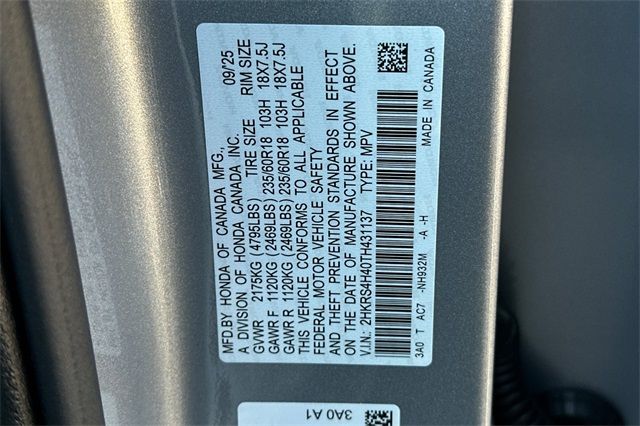 MFD.BY HONDA OF CANADA MFG., 09/'25
A DIVISION OF HONDA CANADA INC.
TIRE SIZE RIM SIZE
GVWR 2175KG (4795LBS)
GAWR F 1120KG (2469LBS) 235/60R18 103H 18X7.5J
GAWR R 1120KG (2469LBS) 235/60R18 103H 18X7.5J
THIS VEHICLE CONFORMS TO ALL APPLICABLE
FEDERAL MOTOR VEHICLE SAFETY
AND THEFT PREVENTION STANDARDS IN EFFECT
ON THE DATE OF MANUFACTURE SHOWN ABOVE.
V.I.N.: 2HKRS4H40TH431137 TYPE: MPV
3A0 T AC7 -NH932M -A -H MADE IN CANADA
3A0 A1